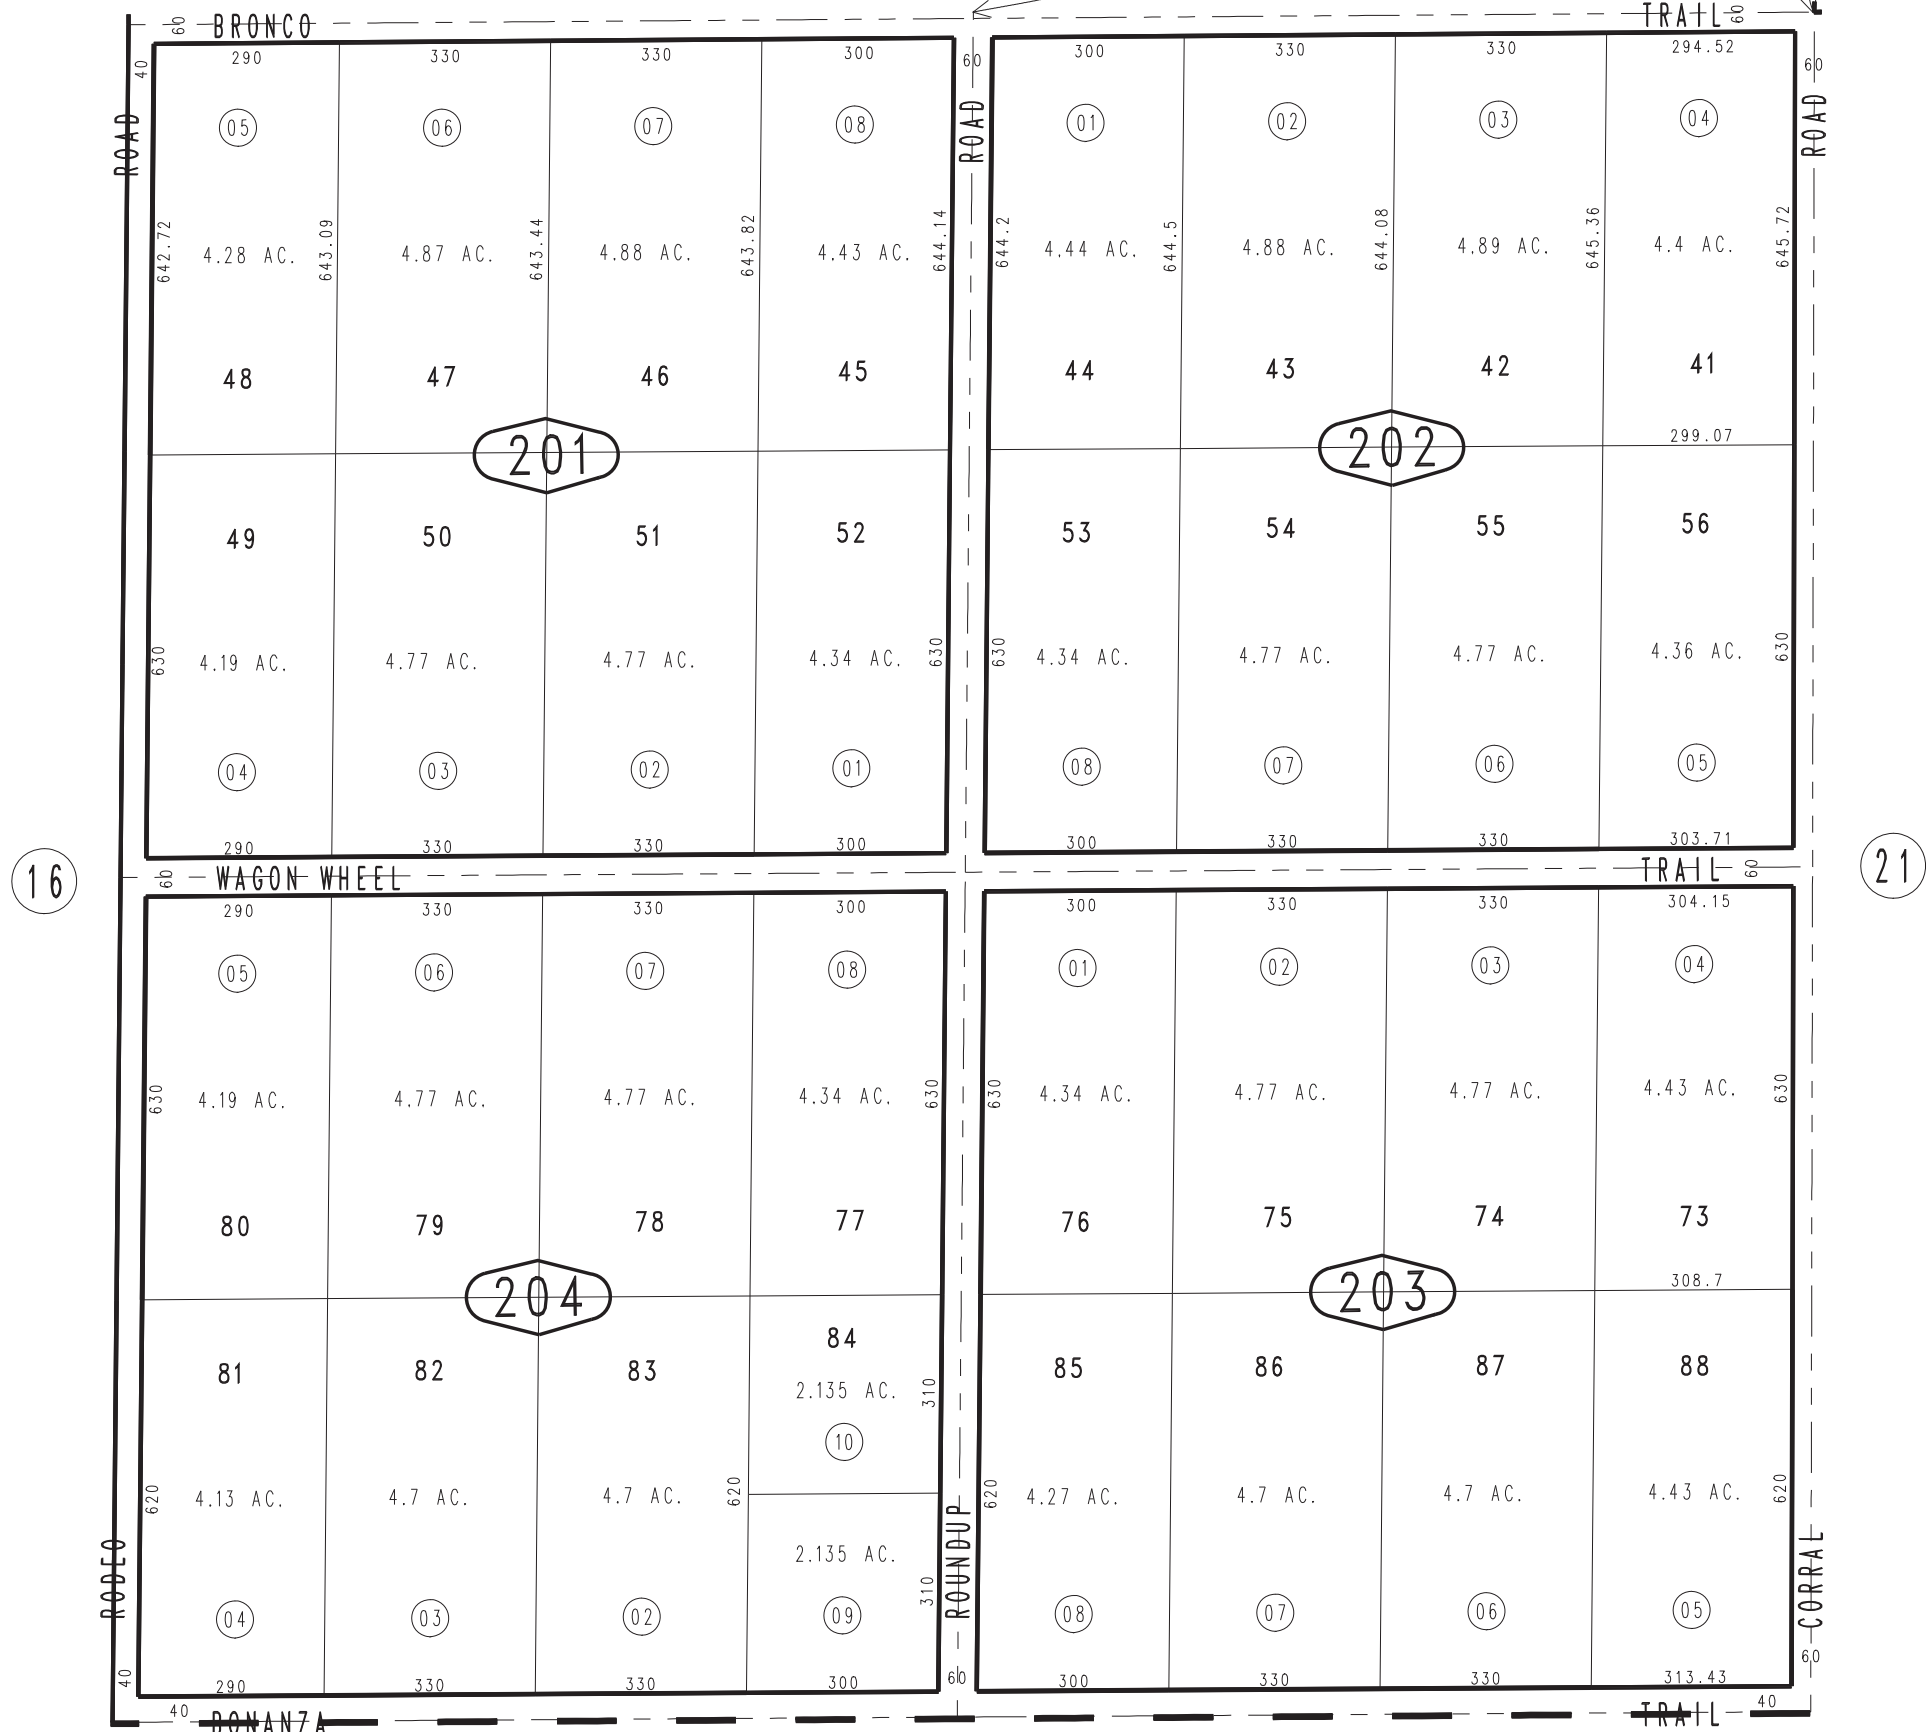 60 BRONCO TRAIL 60
40 290 330 330 300 60 300 330 330 294.52 60
ROAD ROAD ROAD
05 06 07 08 01 02 03 04
642.72 643.09 643.44 643.82 644.14 644.2 644.5 644.08 645.36 645.72
4.28 AC. 4.87 AC. 4.88 AC. 4.43 AC. 4.44 AC. 4.88 AC. 4.89 AC. 4.4 AC.
48 47 46 45 44 43 42 41
201 202 299.07
49 50 51 52 53 54 55 56
630 4.19 AC. 4.77 AC. 4.77 AC. 4.34 AC. 630 630 4.34 AC. 4.77 AC. 4.77 AC. 4.36 AC. 630
04 03 02 01 08 07 06 05
290 330 330 300 300 330 330 303.71
16 60 WAGON WHEEL TRAIL 60 21
290 330 330 300 300 330 330 304.15
05 06 07 08 01 02 03 04
630 4.19 AC. 4.77 AC. 4.77 AC. 4.34 AC. 630 630 4.34 AC. 4.77 AC. 4.77 AC. 4.43 AC. 630
80 79 78 77 76 75 74 73
204 203 308.7
84
81 82 83 85 86 87 88
2.135 AC. 310
10
620 4.13 AC. 4.7 AC. 4.7 AC. 620 620 4.27 AC. 4.7 AC. 4.7 AC. 4.43 AC. 620
2.135 AC. 310
RODEO ROUNDUP CORRAL
04 03 02 09 08 07 06 05
40 290 330 330 300 60 300 330 330 313.43 60
40 BONANZA TRAIL 40